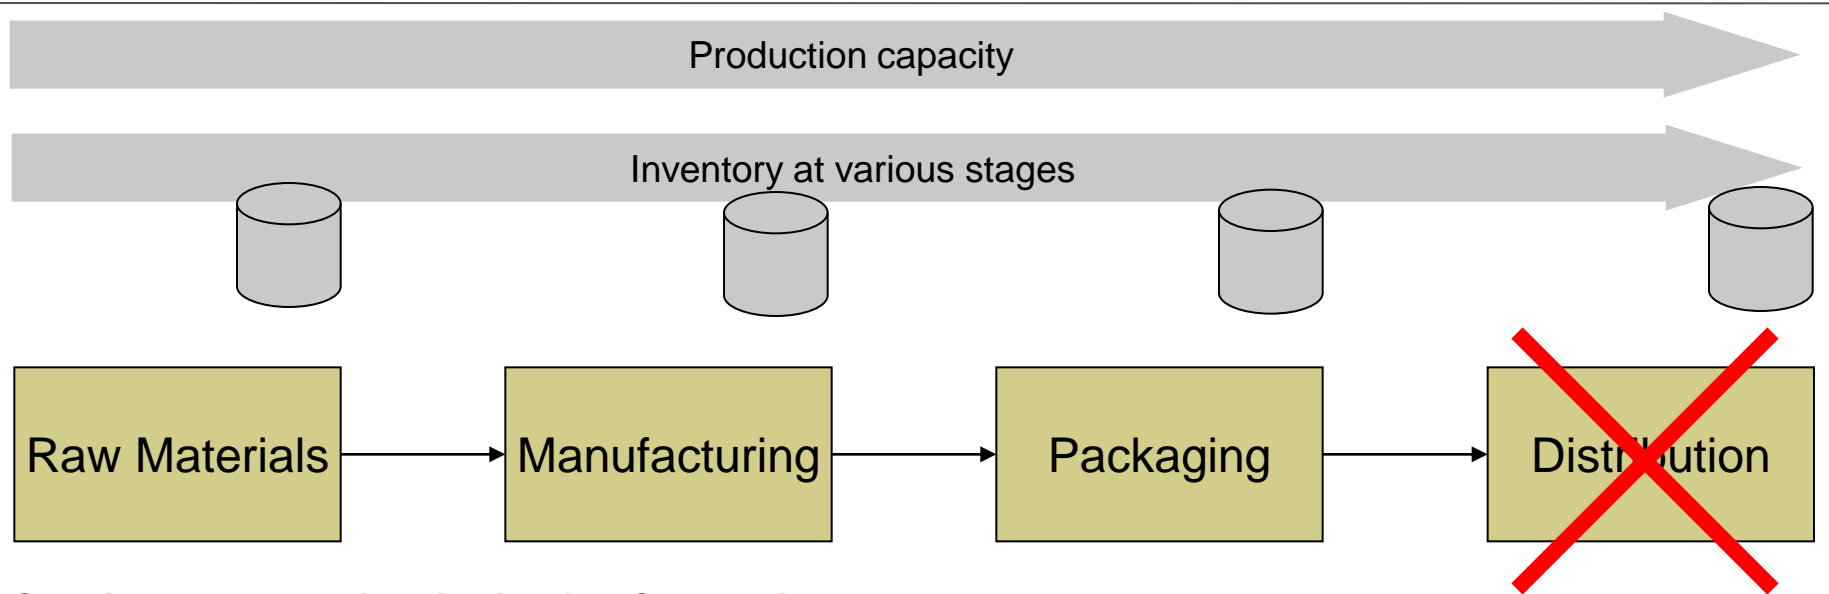 Production capacity
Inventory at various stages
Raw Materials
Manufacturing
Packaging
Distribution